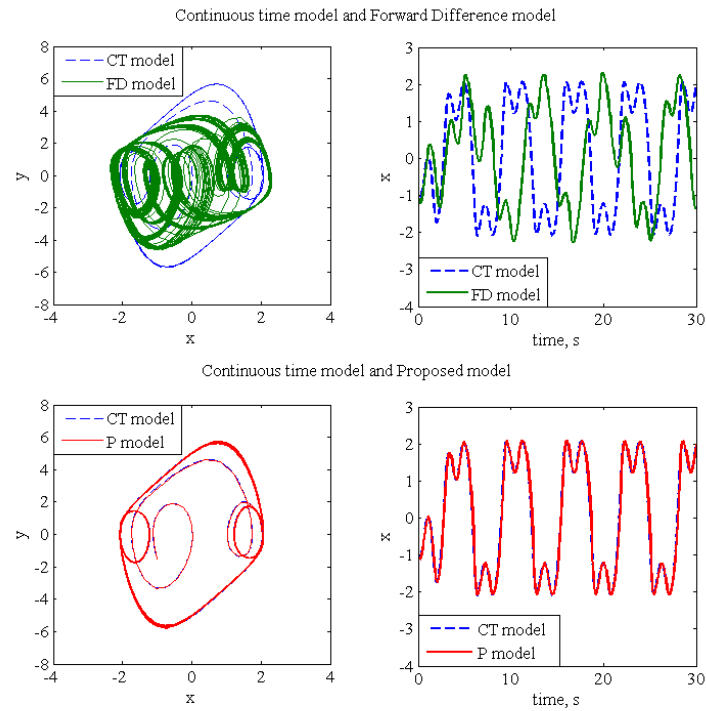 Continuous time model and Forward Difference model
8
6
4
2
0
-2
-4
-6
-8
y
CT model
FD model
-4
-2
0
2
4
x
3
2
1
0
-1
-2
-3
-4
x
CT model
FD model
0
10
20
30
time, s
Continuous time model and Proposed model
8
6
4
2
0
-2
-4
-6
-8
y
CT model
P model
-4
-2
0
2
4
x
3
2
1
0
-1
-2
-3
-4
x
CT model
P model
0
10
20
30
time, s